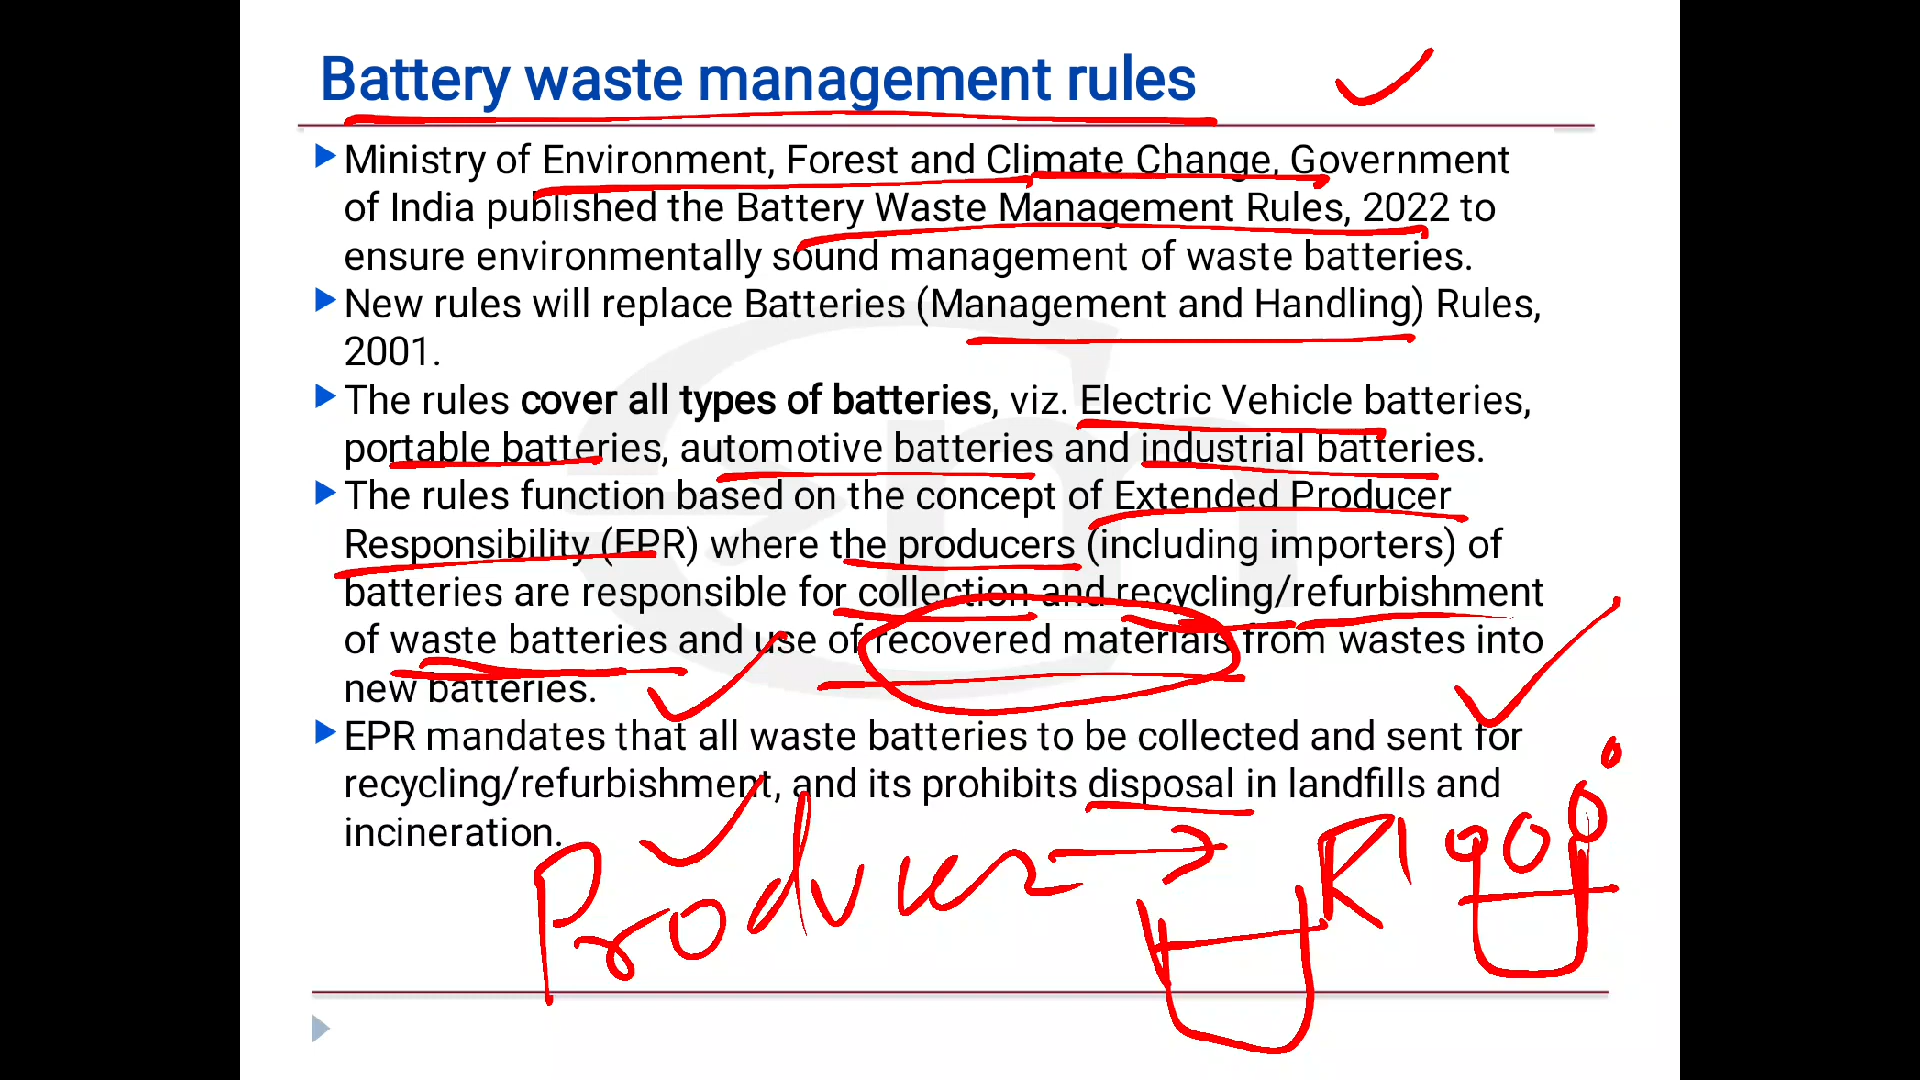 Battery waste management rules
Ministry of Environment, Forest and Climate Change, Government
of India published the Battery Waste Management Rules, 2022 to
ensure environmentally sound management of waste batteries.
New rules will replace Batteries (Management and Handling) Rules,
2001.
The rules cover all types of batteries, viz. Electric Vehicle batteries,
portable batteries, automotive batteries and industrial batteries.
The rules function based on the concept of Extended Producer
Responsibility (EPR) where the producers (including importers) of
batteries are responsible for collection and recycling/refurbishment
of waste batteries and use of recovered materials from wastes into
new batteries.
EPR mandates that all waste batteries to be collected and sent for
recycling/refurbishment, and its prohibits disposal in landfills and
incineration.
Producer